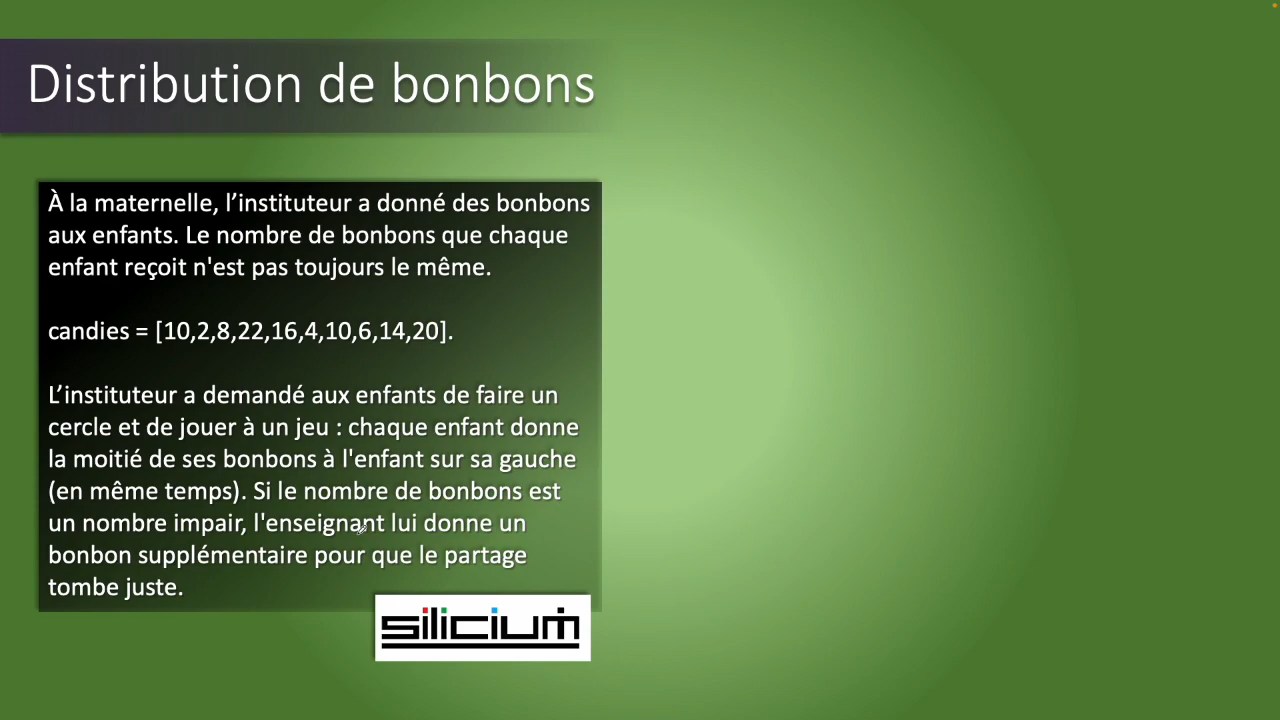 Distribution de bonbons
À la maternelle, l’instituteur a donné des bonbons
aux enfants. Le nombre de bonbons que chaque
enfant reçoit n'est pas toujours le même.
candies = [10,2,8,22,16,4,10,6,14,20].
L’instituteur a demandé aux enfants de faire un
cercle et de jouer à un jeu : chaque enfant donne
la moitié de ses bonbons à l'enfant sur sa gauche
(en même temps). Si le nombre de bonbons est
un nombre impair, l'enseignant lui donne un
bonbon supplémentaire pour que le partage
tombe juste.
silicium